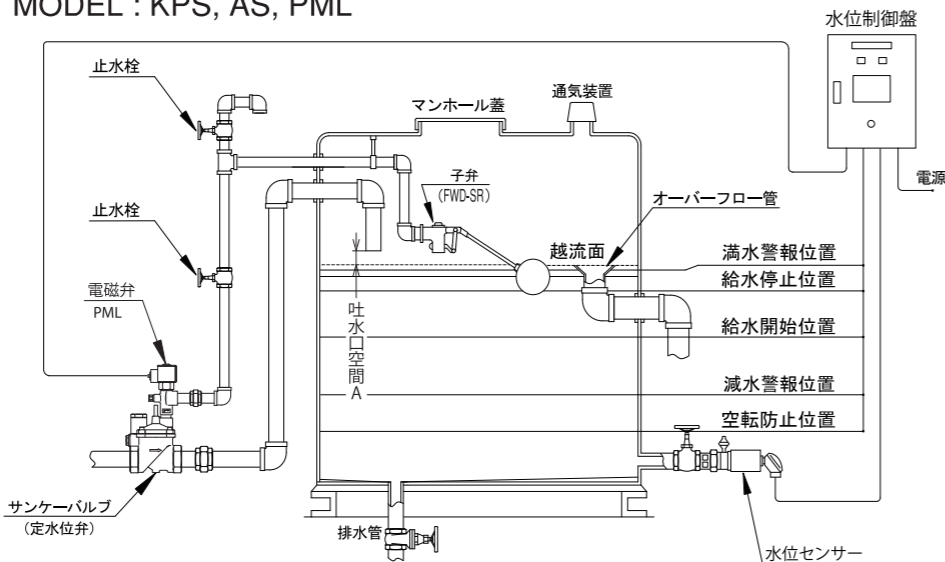 MODEL : KPS, AS, PML
水位制御盤
止水栓
マンホール蓋
通気装置
子弁
(FWD-SR)
電源
オーバーフロー管
止水栓
越流面
満水警報位置
給水停止位置
電磁弁
PML
吐水口空間A
給水開始位置
減水警報位置
空転防止位置
サンケーバルブ
(定水位弁)
排水管
水位センサー